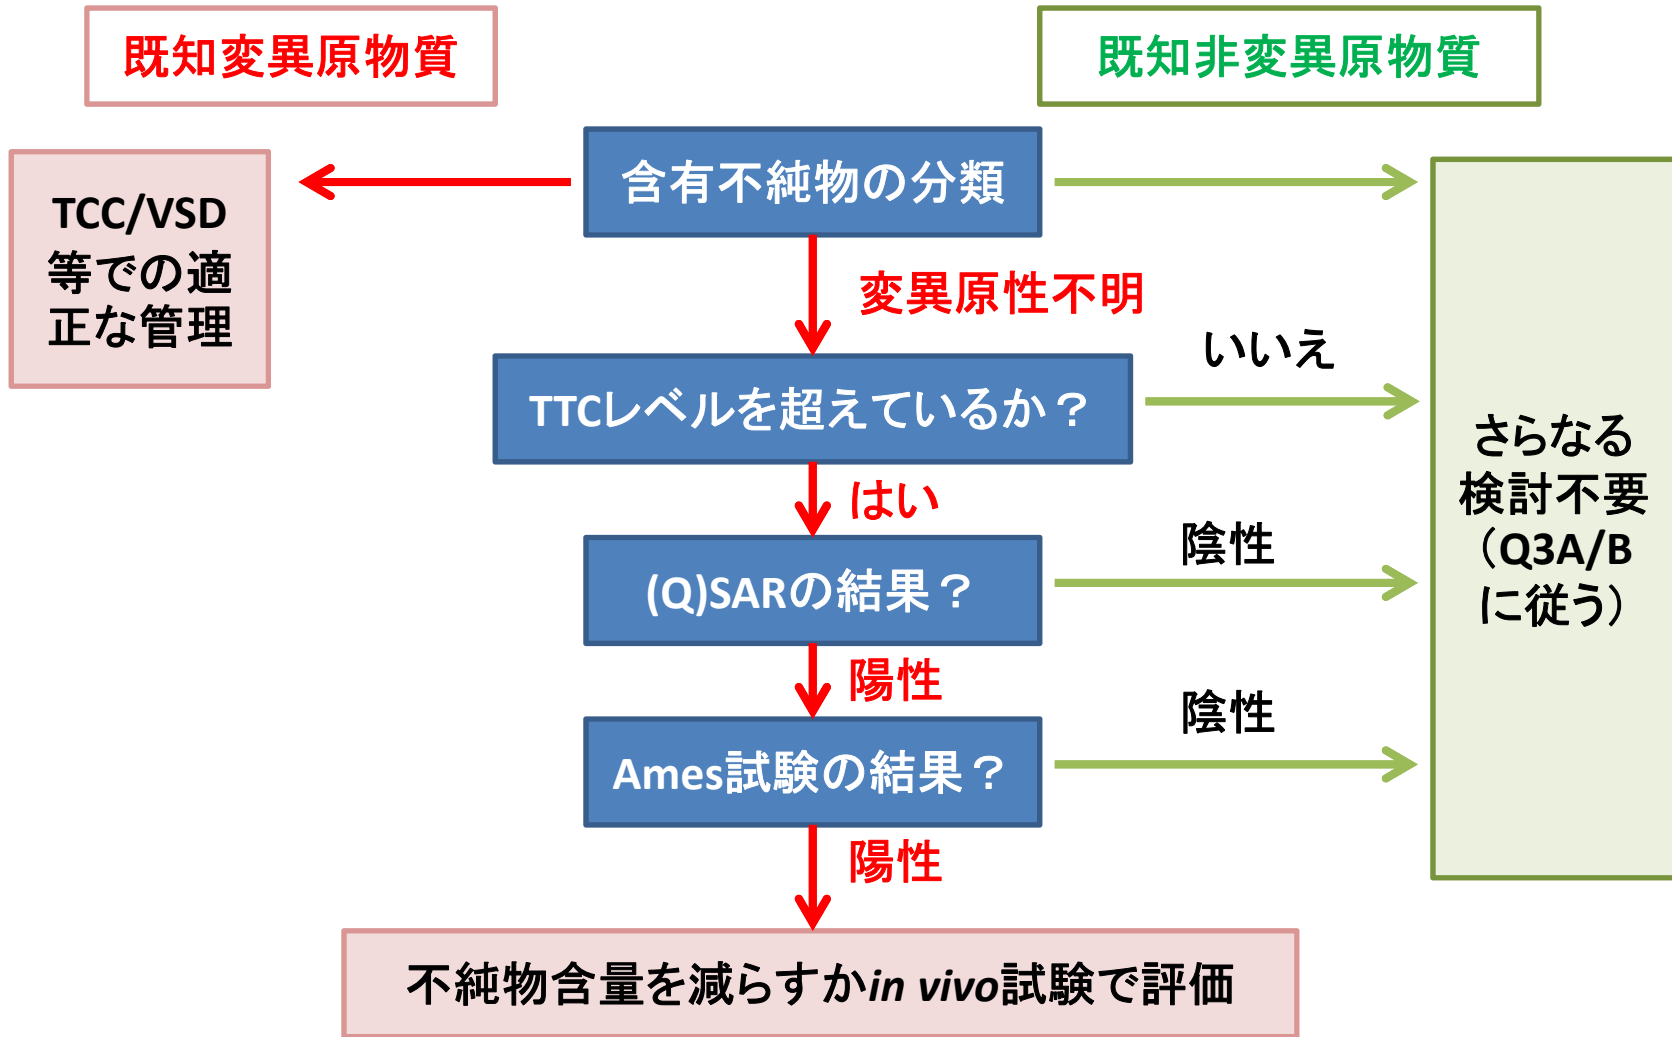 既知変異原物質
既知非変異原物質
含有不純物の分類
TCC/VSD
等での適
正な管理
変異原性不明
いいえ
TTCレベルを超えているか？
はい
さらなる
検討不要
（Q3A/B
に従う）
陰性
(Q)SARの結果？
陽性
陰性
Ames試験の結果？
陽性
不純物含量を減らすかin vivo試験で評価